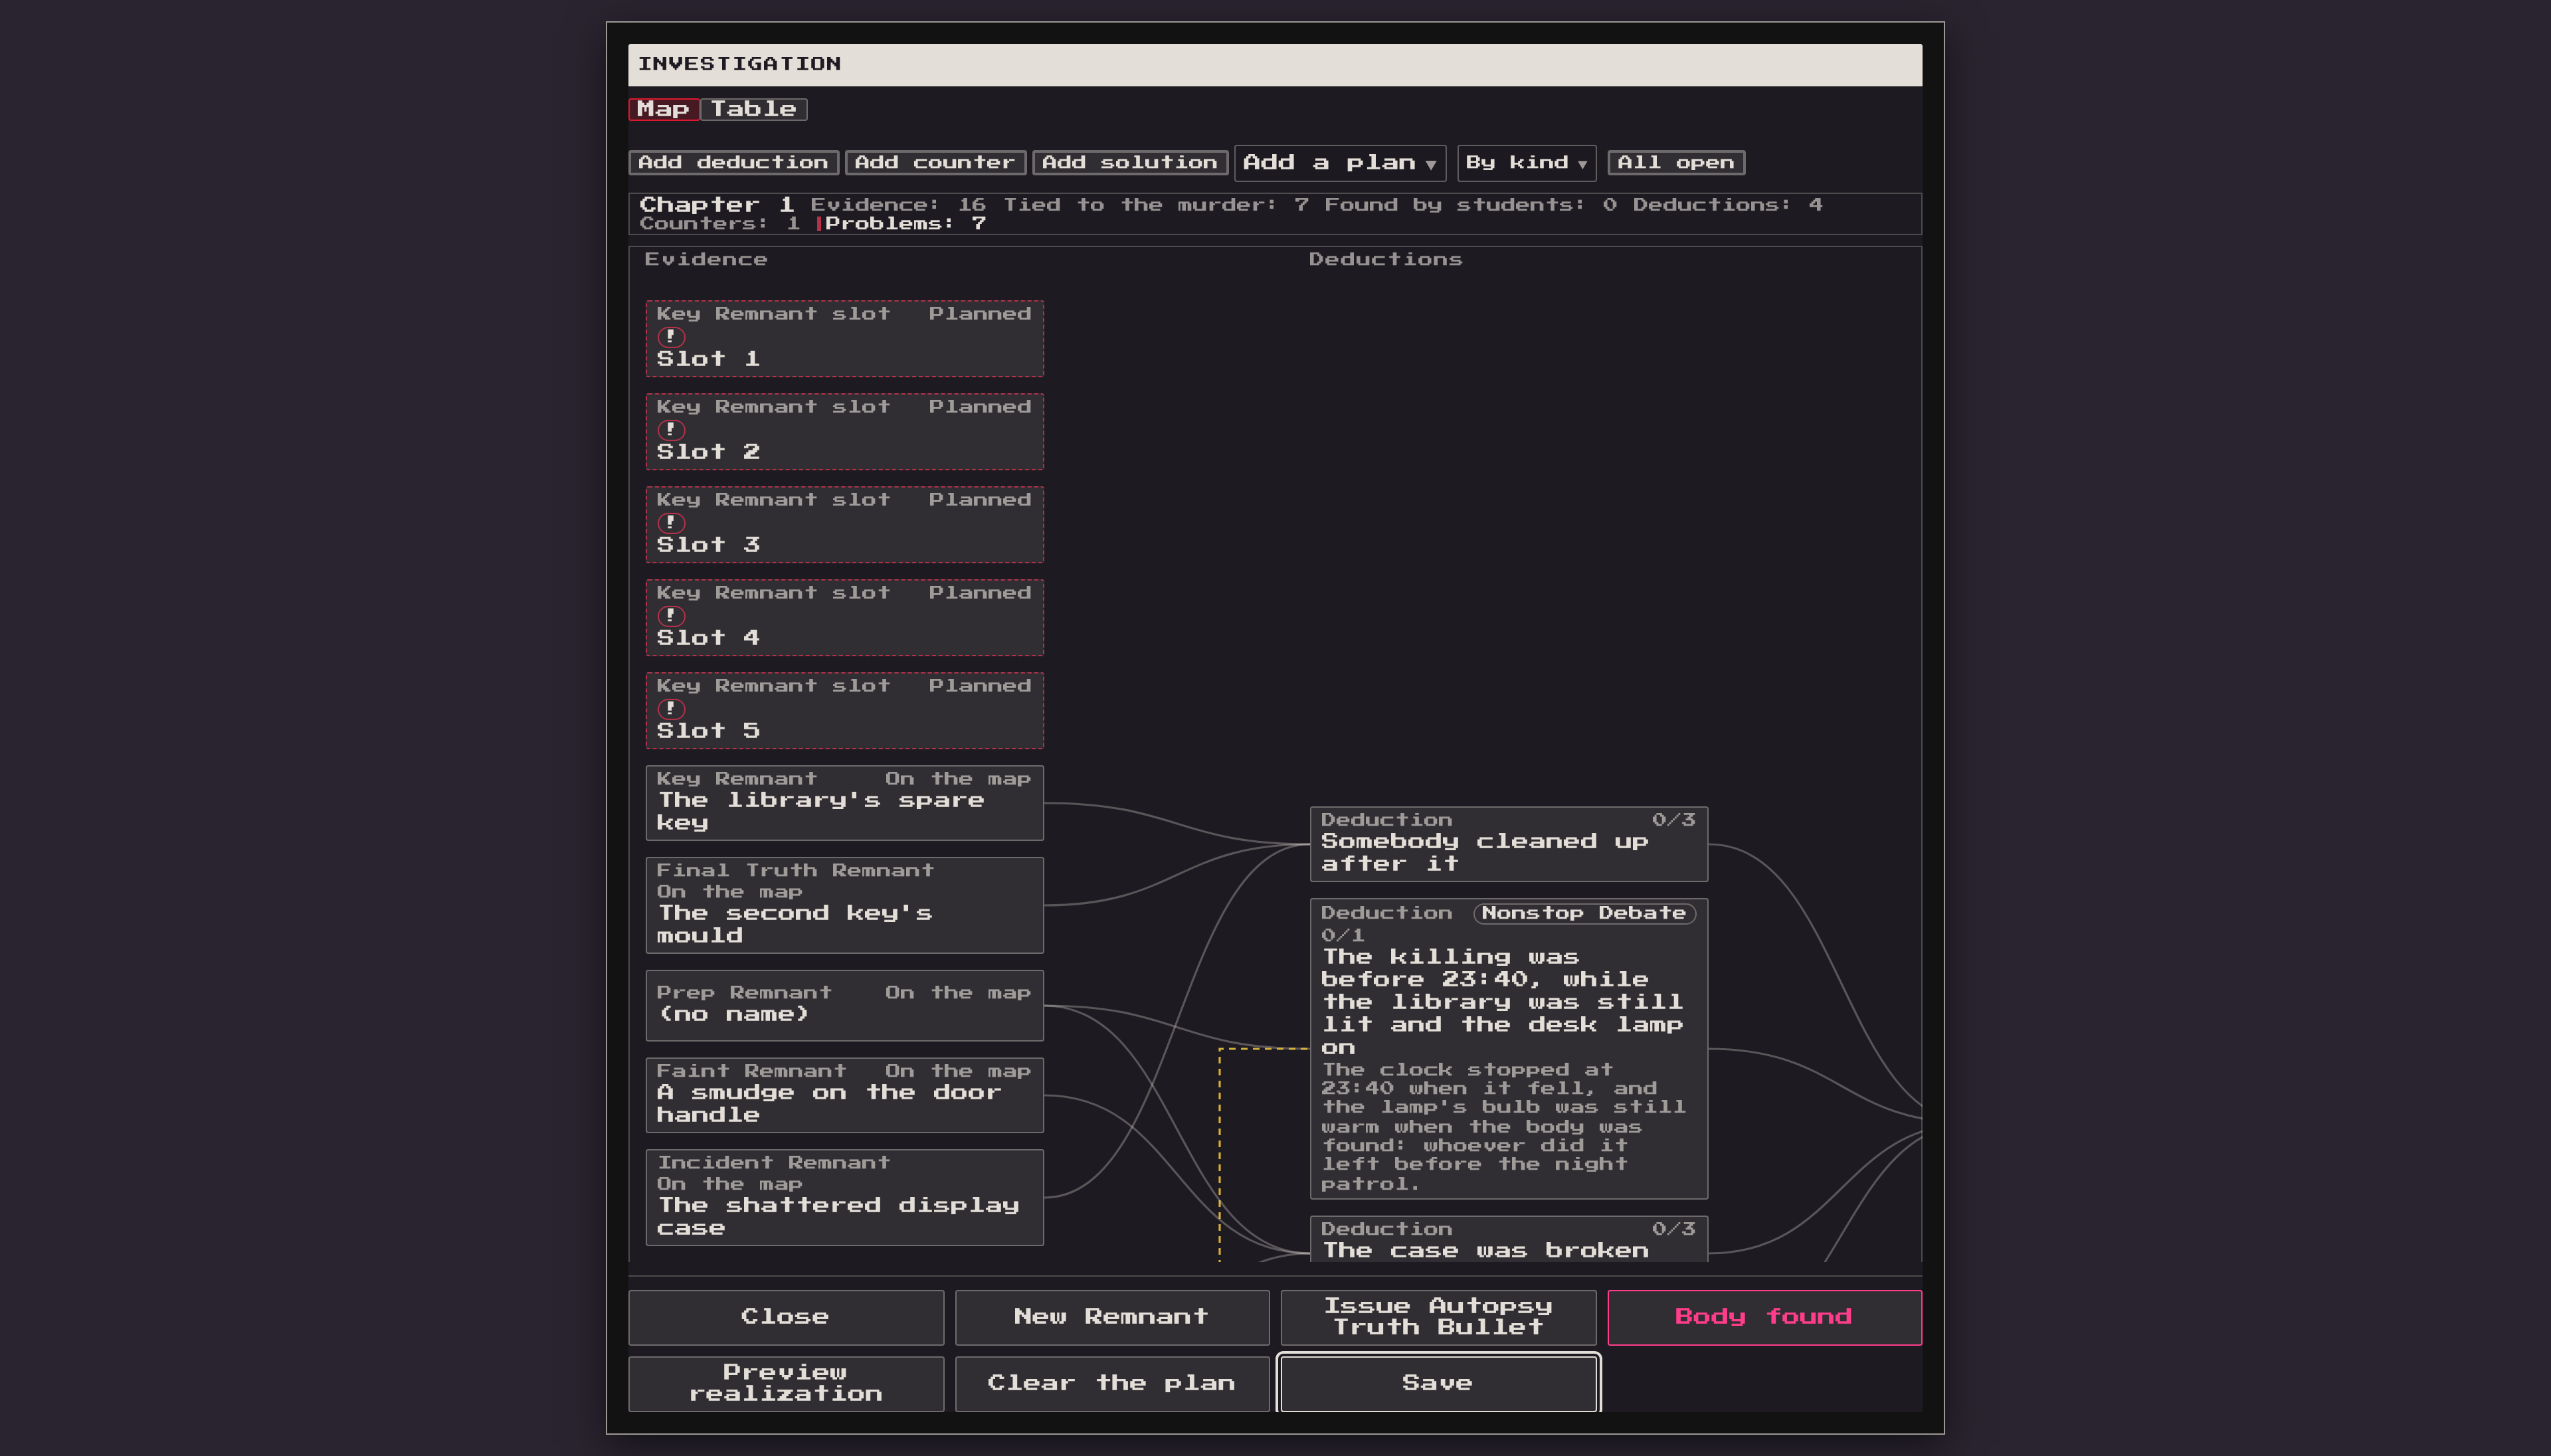 INVESTIGATION
Map Table
Add deduction Add counter Add solution Add a plan ▼ By kind ▼ All open
Chapter 1 Evidence: 16 Tied to the murder: 7 Found by students: 0 Deductions: 4
Counters: 1 Problems: 7
Evidence
Deductions
Key Remnant slot Planned
!
Slot 1
Key Remnant slot Planned
!
Slot 2
Key Remnant slot Planned
!
Slot 3
Key Remnant slot Planned
!
Slot 4
Key Remnant slot Planned
!
Slot 5
Key Remnant On the map
The library's spare
key
Final Truth Remnant
On the map
The second key's
mould
Prep Remnant On the map
(no name)
Faint Remnant On the map
A smudge on the door
handle
Incident Remnant
On the map
The shattered display
case
Deduction 0/3
Somebody cleaned up
after it
Deduction Nonstop Debate
0/1
The killing was
before 23:40, while
the library was still
lit and the desk lamp
on
The clock stopped at
23:40 when it fell, and
the lamp's bulb was still
warm when the body was
found: whoever did it
left before the night
patrol.
Deduction 0/3
The case was broken
Close
New Remnant
Issue Autopsy
Truth Bullet
Body found
Preview
realization
Clear the plan
Save